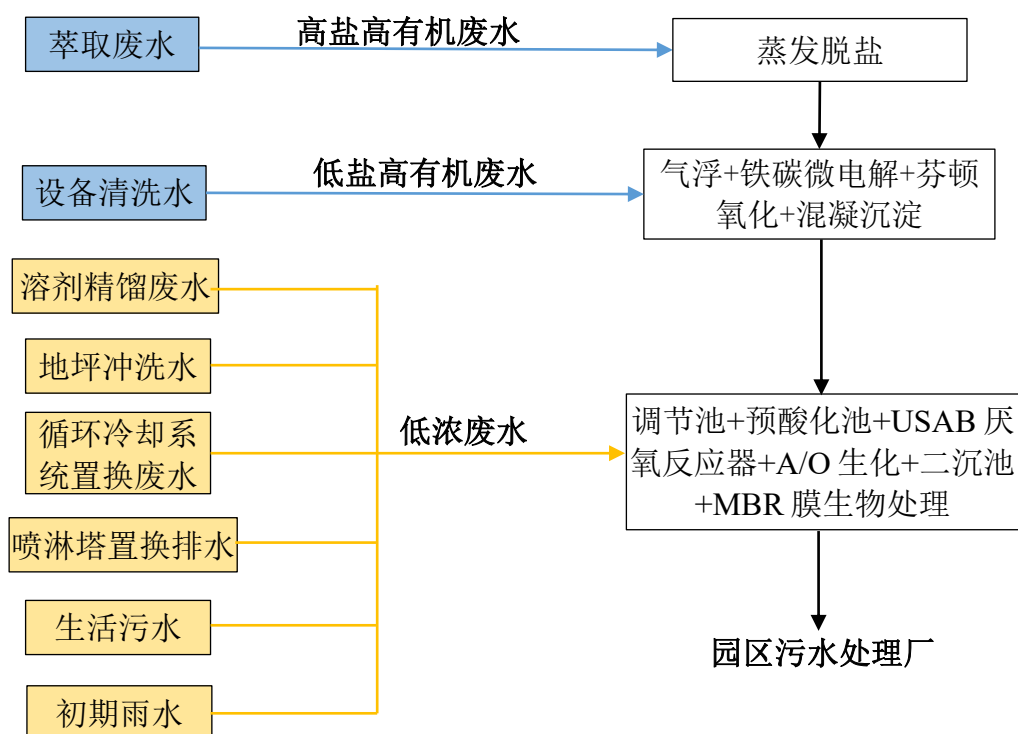 萃取废水
高盐高有机废水
蒸发脱盐
设备清洗水
低盐高有机废水
气浮+铁碳微电解+芬顿
氧化+混凝沉淀
溶剂精馏废水
地坪冲洗水
循环冷却系
统置换废水
喷淋塔置换排水
生活污水
初期雨水
低浓废水
调节池+预酸化池+USAB 厌
氧反应器+A/O 生化+二沉池
+MBR 膜生物处理
园区污水处理厂